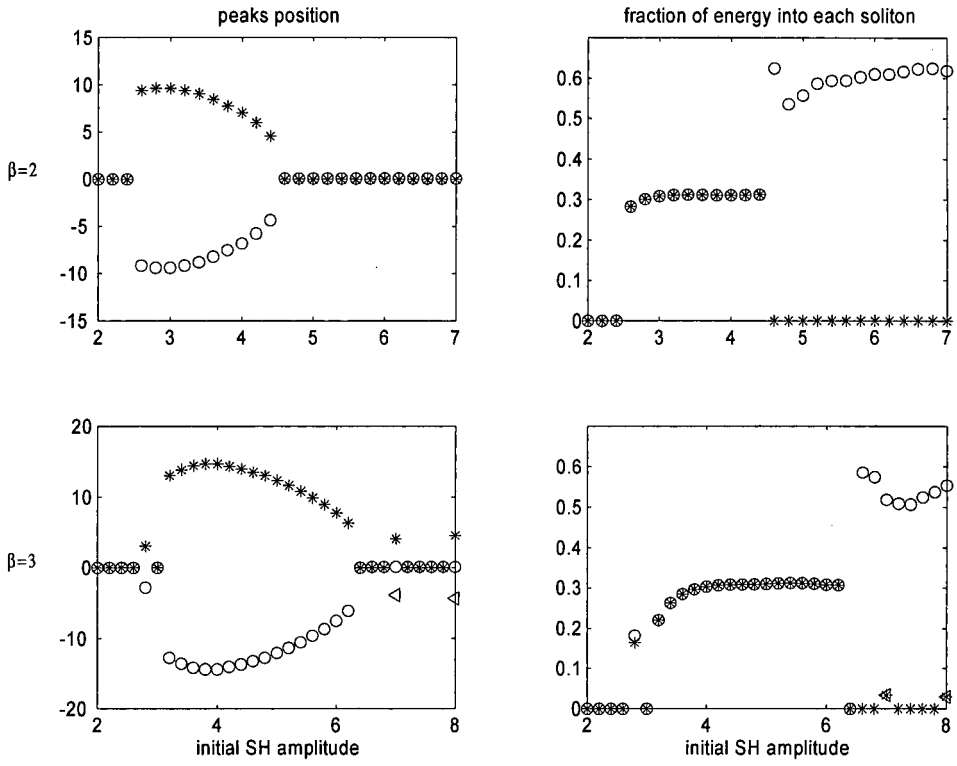 peaks position
fraction of energy into each soliton
β=2
15
10
5
0
-5
-10
-15
2 3 4 5 6 7
0.6
0.5
0.4
0.3
0.2
0.1
0
2 3 4 5 6 7
β=3
20
10
0
-10
-20
2 4 6 8
initial SH amplitude
0.6
0.5
0.4
0.3
0.2
0.1
0
2 4 6 8
initial SH amplitude